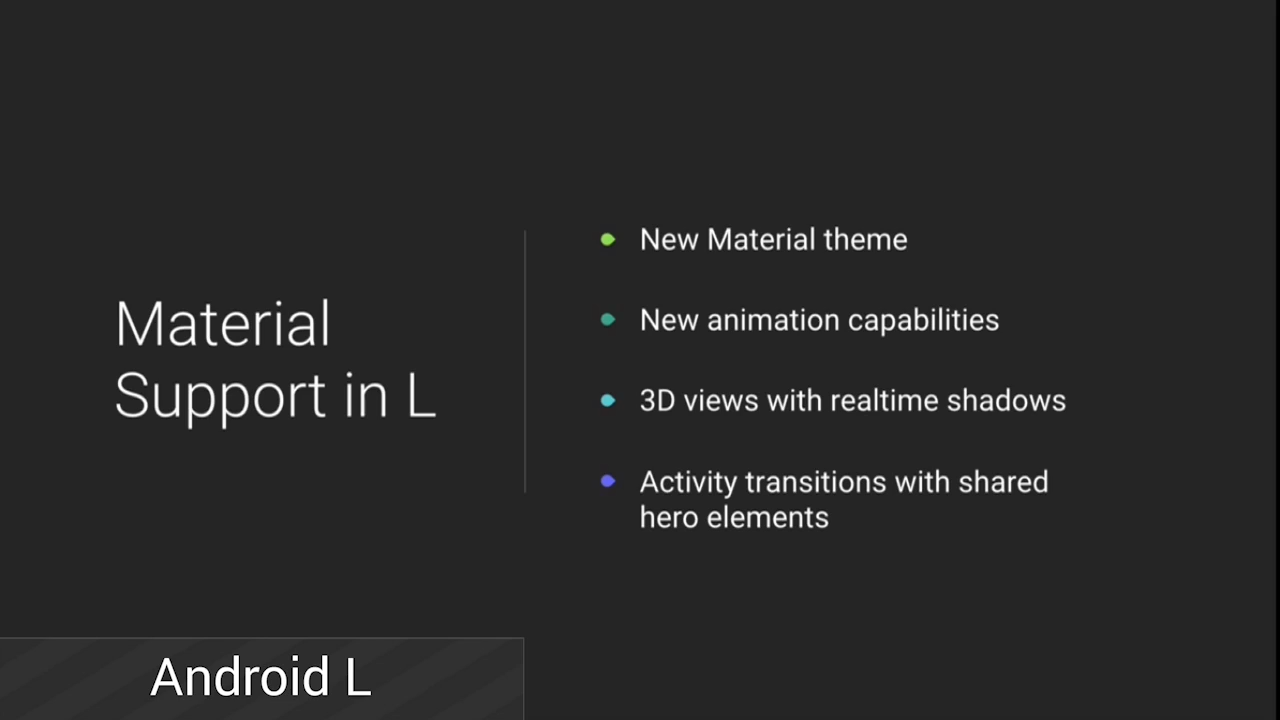 Material
Support in L
New Material theme
New animation capabilities
3D views with realtime shadows
Activity transitions with shared
hero elements
Android L